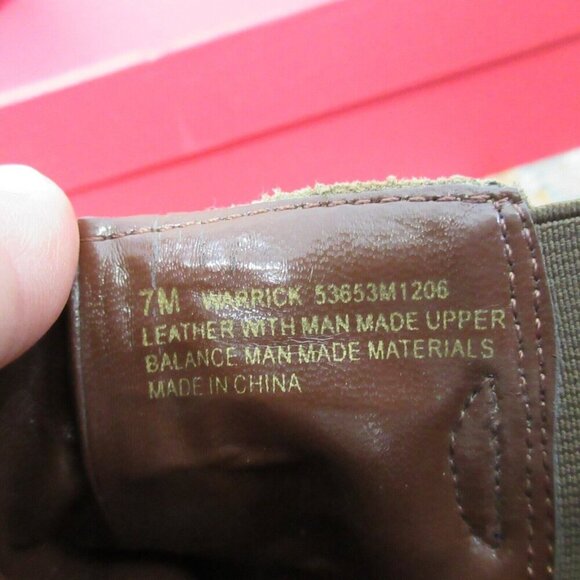 7M WARRICK 53653M1206
LEATHER WITH MAN MADE UPPER
BALANCE MAN MADE MATERIALS
MADE IN CHINA